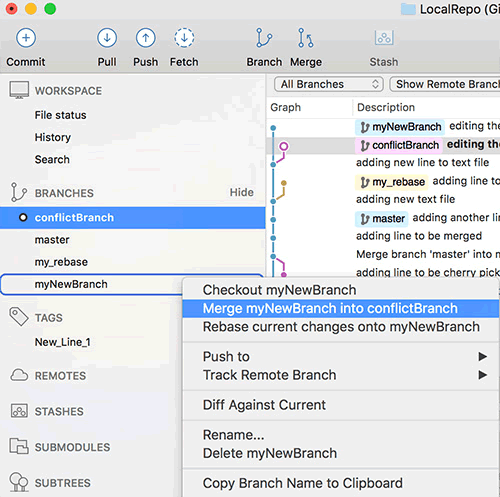 LocalRepo (Gi
Commit Pull Push Fetch Branch Merge Stash
All Branches Show Remote Branch
Graph Description
WORKSPACE
File status
History
Search
BRANCHES Hide
conflictBranch
master
my_rebase
myNewBranch
TAGS
New_Line_1
REMOTES
STASHES
SUBMODULES
SUBTREES
myNewBranch editing the
conflictBranch editing the
adding new line to text file
my_rebase adding line to
adding new text file
master adding another lin
adding line to be merged
Merge branch 'master' into m
adding line to be cherry pick
Checkout myNewBranch
Merge myNewBranch into conflictBranch
Rebase current changes onto myNewBranch
Push to
Track Remote Branch
Diff Against Current
Rename...
Delete myNewBranch
Copy Branch Name to Clipboard